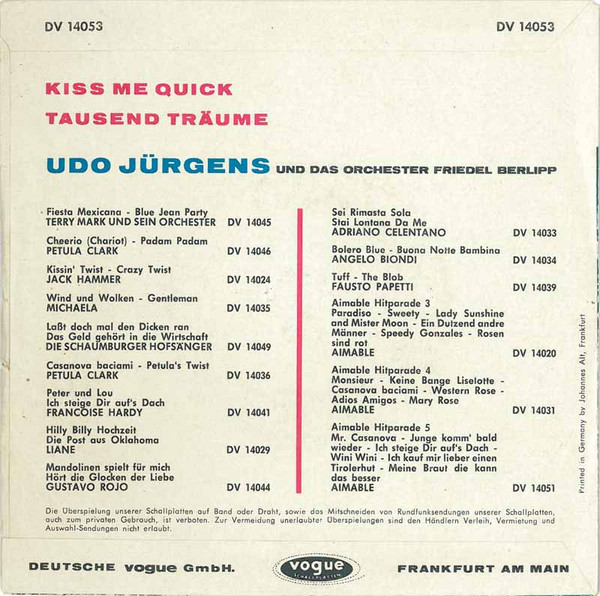 DV 14053
DV 14053
KISS ME QUICK
TAUSEND TRÄUME
UDO JÜRGENS UND DAS ORCHESTER FRIEDEL BERLIPP
Fiesta Mexicana - Blue Jean Party
TERRY MARK UND SEIN ORCHESTER DV 14045
Cheerio (Chariot) - Padam Padam
PETULA CLARK DV 14046
Kissin' Twist - Crazy Twist
JACK HAMMER DV 14024
Wind und Wolken - Gentleman
MICHAELA DV 14035
Laßt doch mal den Dicken ran
Das Geld gehört in die Wirtschaft
DIE SCHAUMBURGER HOFSÄNGER DV 14049
Casanova baciami - Petula's Twist
PETULA CLARK DV 14036
Peter und Lou
Ich steige Dir auf's Dach
FRANCOISE HARDY DV 14041
Hilly Billy Hochzeit
Die Post aus Oklahoma
LIANE DV 14029
Mandolinen spielt für mich
Hört die Glocken der Liebe
GUSTAVO ROJO DV 14044
Sei Rimasta Sola
Stai Lontana Da Me
ADRIANO CELENTANO DV 14033
Bolero Blue - Buona Notte Bambina
ANGELO BIONDI DV 14034
Tuff - The Blob
FAUSTO PAPETTI DV 14039
Aimable Hitparade 3
Paradiso - Sweety - Lady Sunshine
and Mister Moon - Ein Dutzend andre
Männer - Speedy Gonzales - Rosen
sind rot
AIMABLE DV 14020
Aimable Hitparade 4
Monsieur - Keine Bange Liselotte -
Casanova baciami - Western Rose -
Adios Amigos - Mary Rose
AIMABLE DV 14031
Aimable Hitparade 5
Mr. Casanova - Junge komm' bald
wieder - Ich steige Dir auf's Dach -
Wini Wini - Ich kauf mir lieber einen
Tirolerhut - Meine Braut die kann
das besser
AIMABLE DV 14051
Printed in Germany by Johannes Alt, Frankfurt
Die Überspielung unserer Schallplatten auf Band oder Draht, sowie das Mitschneiden von Rundfunksendungen unserer Schallplatten,
auch zum privaten Gebrauch, ist verboten. Zur Vermeidung unerlaubter Überspielungen sind den Händlern Verleih, Vermietung und
Auswahl-Sendungen nicht erlaubt.
DEUTSCHE VOGUE GmbH.
vogue
SCHALLPLATTEN
FRANKFURT AM MAIN